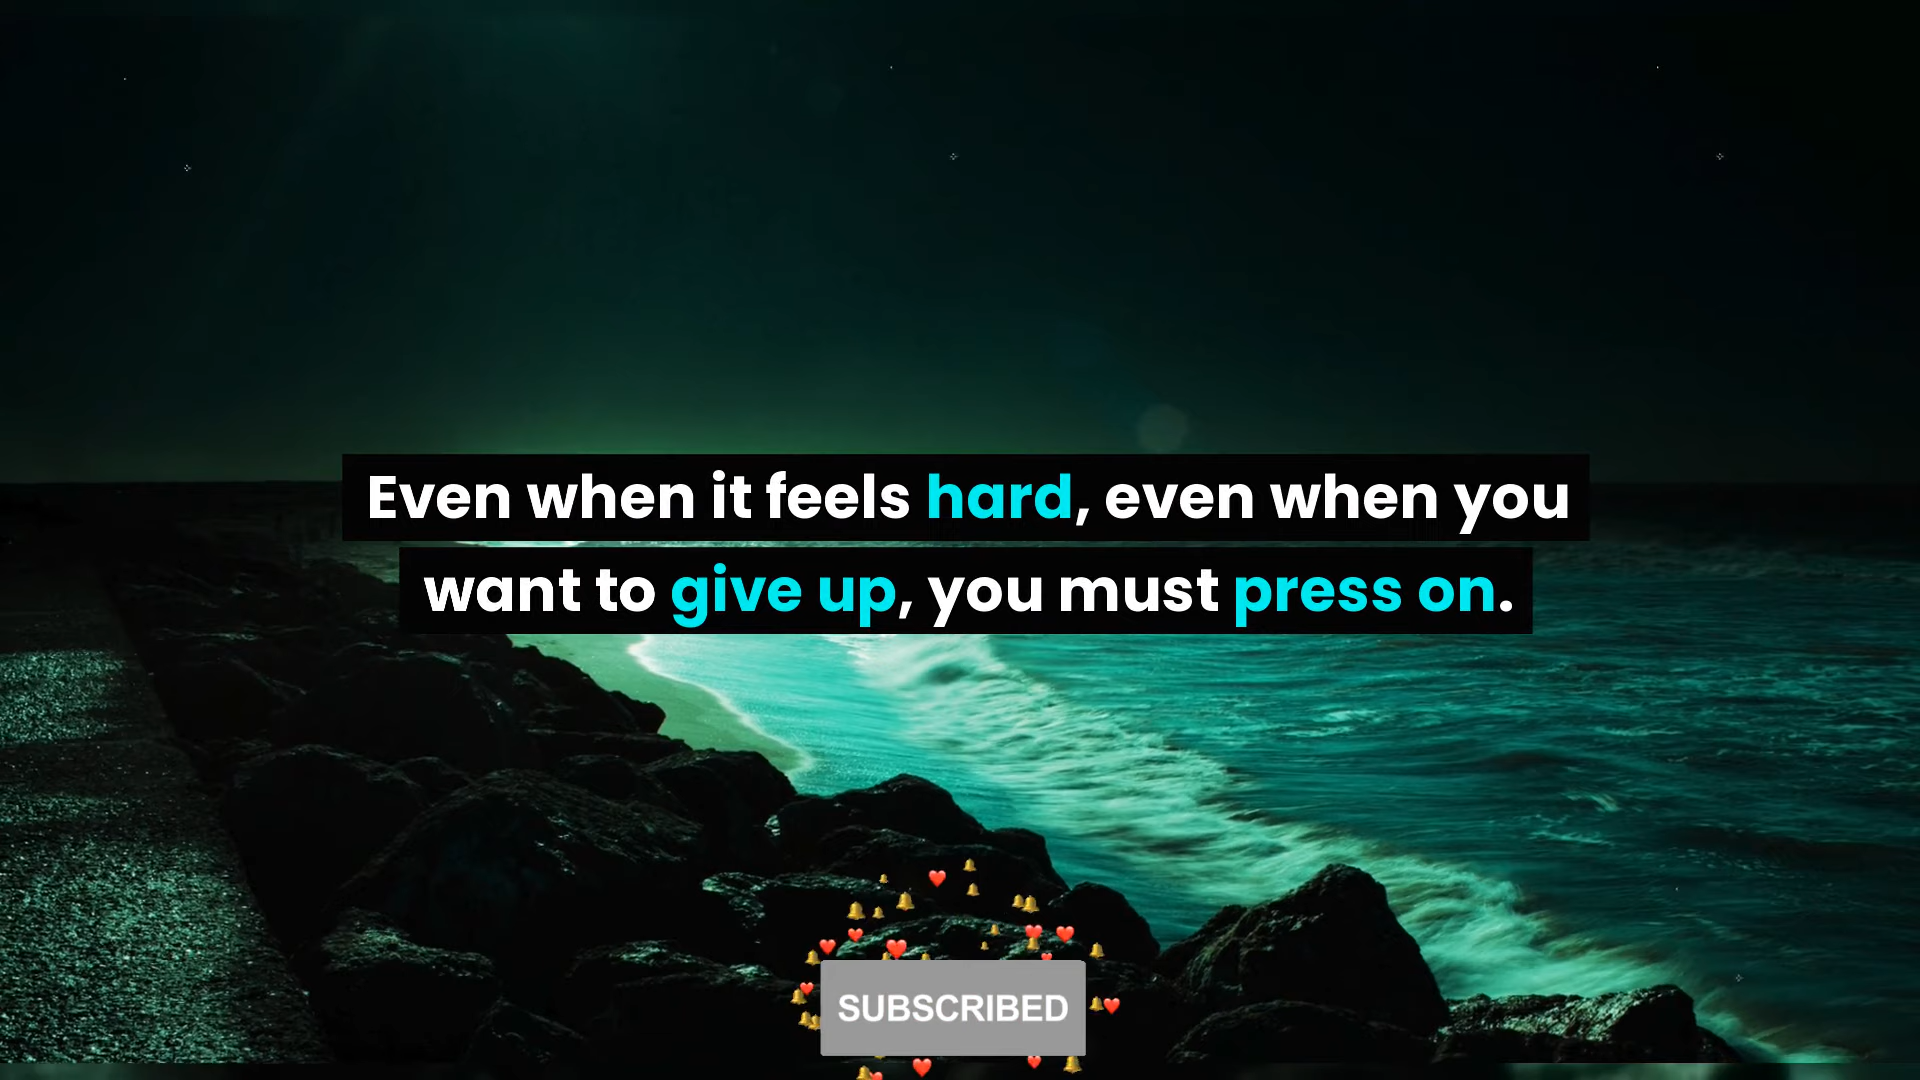 Even when it feels hard, even when you
want to give up, you must press on.
SUBSCRIBED